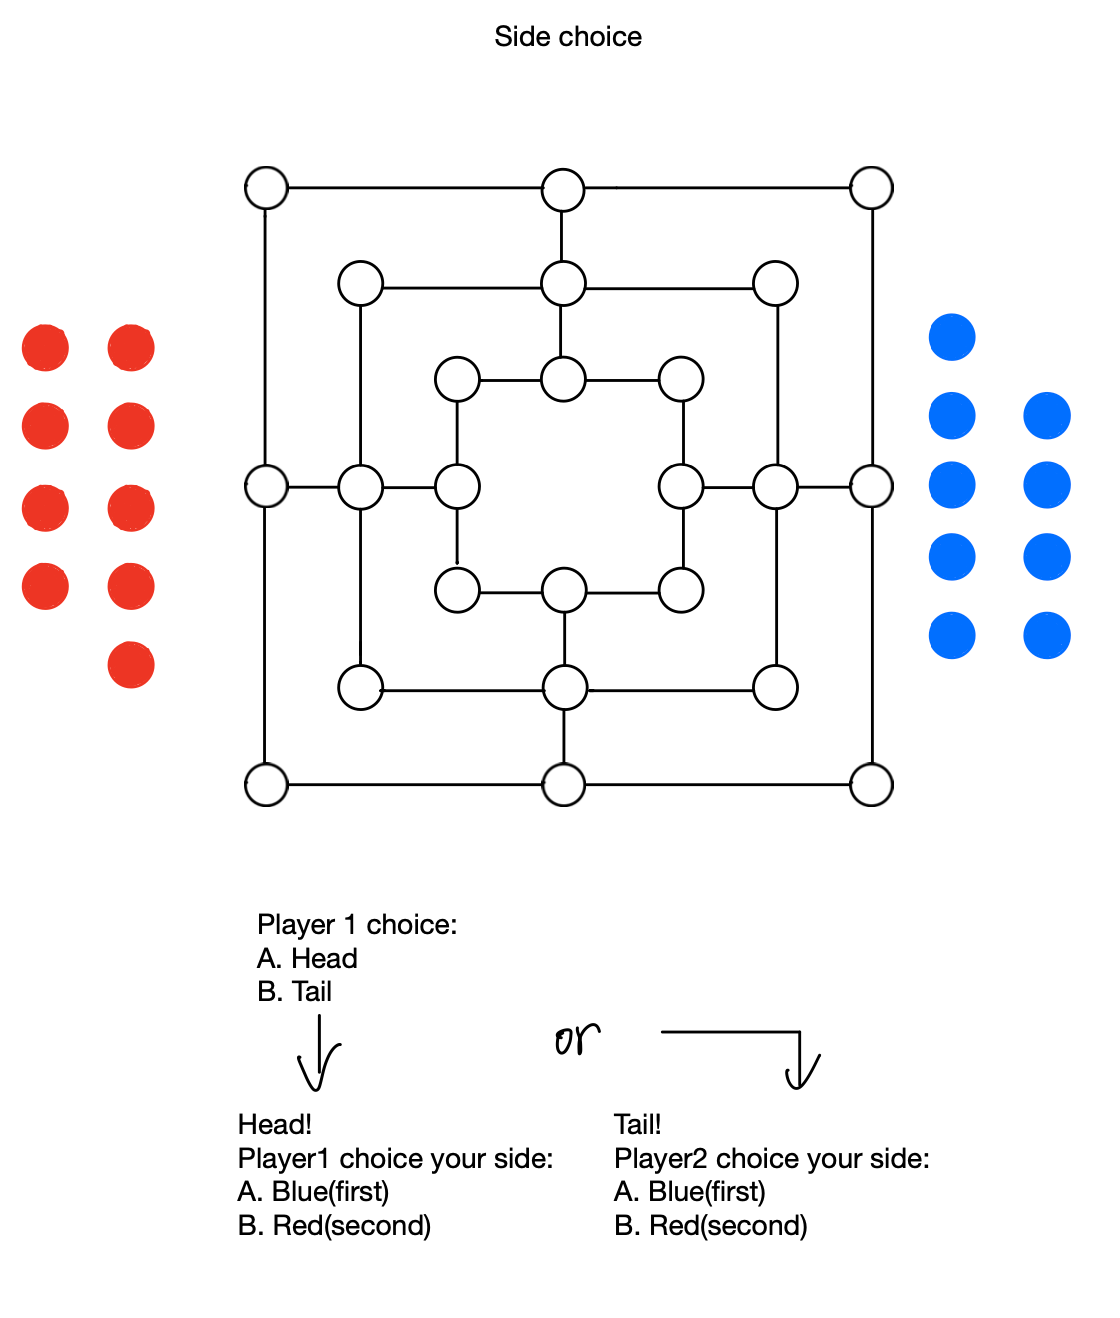 Side choice
Player 1 choice:
A. Head
B. Tail
or
Head!
Player1 choice your side:
A. Blue(first)
B. Red(second)
Tail!
Player2 choice your side:
A. Blue(first)
B. Red(second)